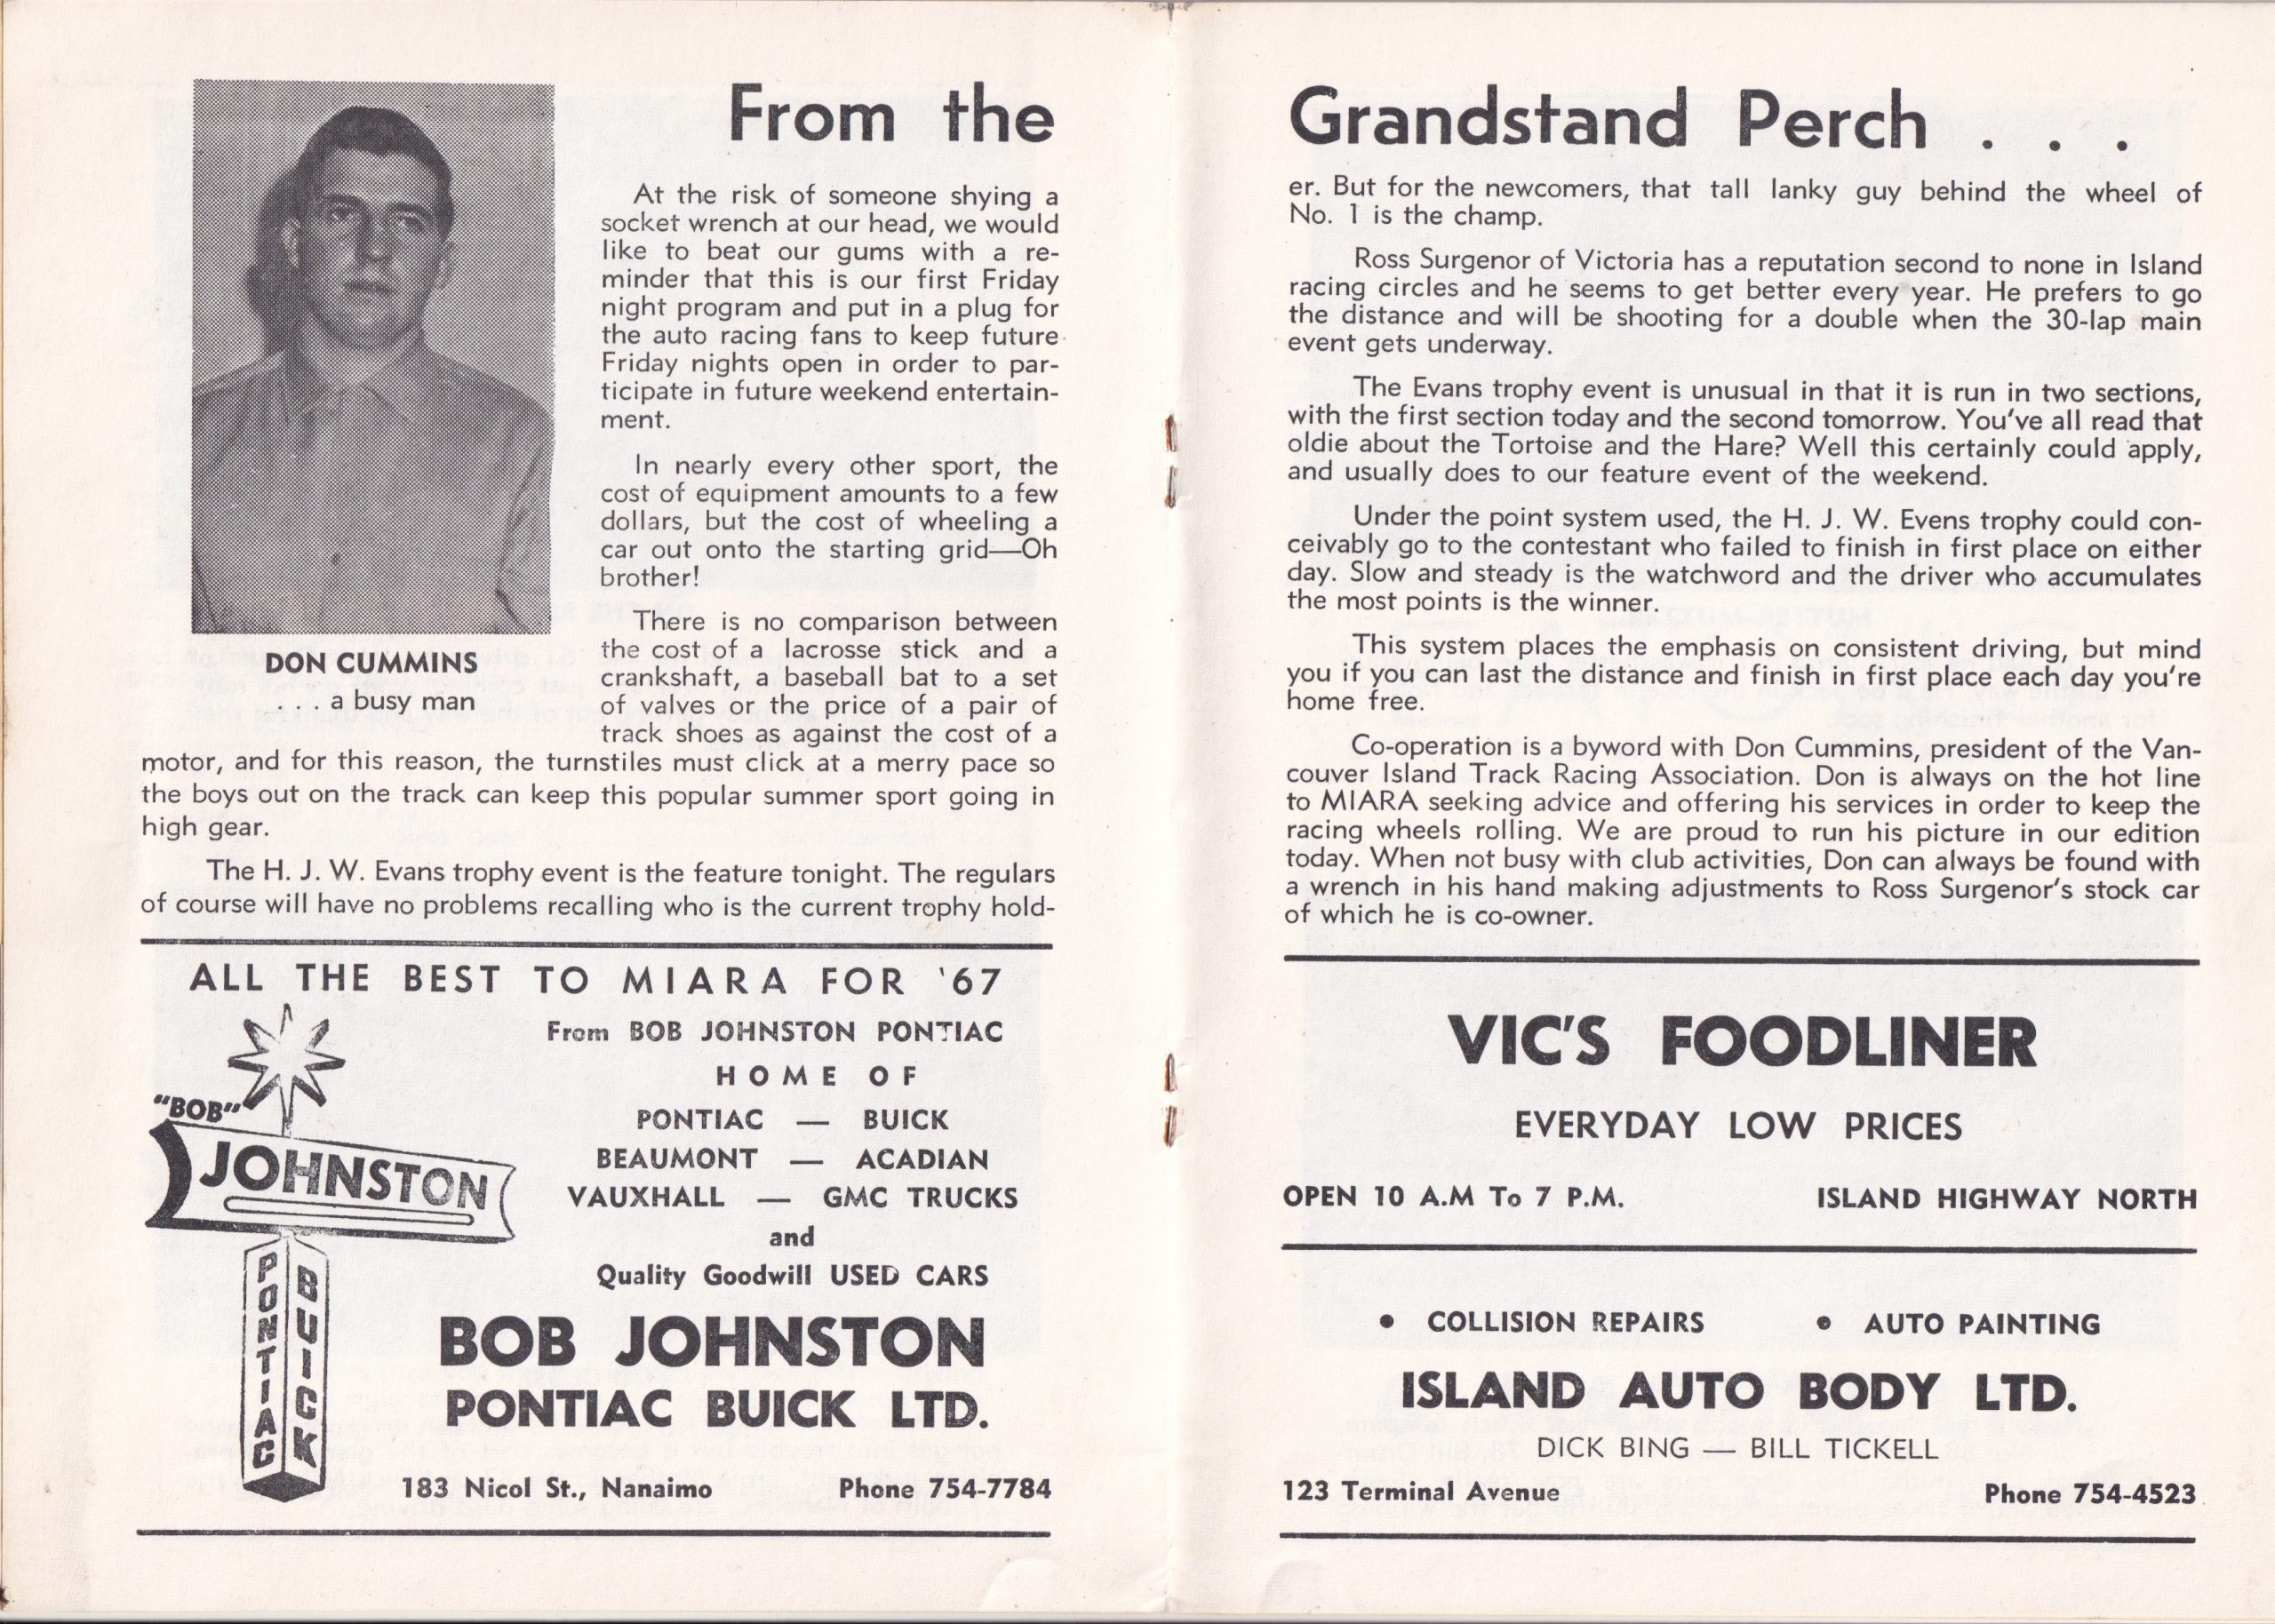 From the
At the risk of someone shying a
socket wrench at our head, we would
like to beat our gums with a re-
minder that this is our first Friday
night program and put in a plug for
the auto racing fans to keep future
Friday nights open in order to par-
ticipate in future weekend entertain-
ment.
In nearly every other sport, the
cost of equipment amounts to a few
dollars, but the cost of wheeling a
car out onto the starting grid—Oh
brother!
There is no comparison between
the cost of a lacrosse stick and a
crankshaft, a baseball bat to a set
of valves or the price of a pair of
track shoes as against the cost of a
DON CUMMINS
. . . a busy man
motor, and for this reason, the turnstiles must click at a merry pace so
the boys out on the track can keep this popular summer sport going in
high gear.
The H. J. W. Evans trophy event is the feature tonight. The regulars
of course will have no problems recalling who is the current trophy hold-
ALL THE BEST TO MIARA FOR '67
From BOB JOHNSTON PONTIAC
HOME OF
PONTIAC — BUICK
BEAUMONT — ACADIAN
VAUXHALL — GMC TRUCKS
and
Quality Goodwill USED CARS
"BOB"
JOHNSTON
PONTIAC
BUICK
BOB JOHNSTON
PONTIAC BUICK LTD.
183 Nicol St., Nanaimo Phone 754-7784
Grandstand Perch . . .
er. But for the newcomers, that tall lanky guy behind the wheel of
No. 1 is the champ.
Ross Surgenor of Victoria has a reputation second to none in Island
racing circles and he seems to get better every year. He prefers to go
the distance and will be shooting for a double when the 30-lap main
event gets underway.
The Evans trophy event is unusual in that it is run in two sections,
with the first section today and the second tomorrow. You've all read that
oldie about the Tortoise and the Hare? Well this certainly could apply,
and usually does to our feature event of the weekend.
Under the point system used, the H. J. W. Evens trophy could con-
ceivably go to the contestant who failed to finish in first place on either
day. Slow and steady is the watchword and the driver who accumulates
the most points is the winner.
This system places the emphasis on consistent driving, but mind
you if you can last the distance and finish in first place each day you're
home free.
Co-operation is a byword with Don Cummins, president of the Van-
couver Island Track Racing Association. Don is always on the hot line
to MIARA seeking advice and offering his services in order to keep the
racing wheels rolling. We are proud to run his picture in our edition
today. When not busy with club activities, Don can always be found with
a wrench in his hand making adjustments to Ross Surgenor's stock car
of which he is co-owner.
VIC'S FOODLINER
EVERYDAY LOW PRICES
OPEN 10 A.M To 7 P.M. ISLAND HIGHWAY NORTH
• COLLISION REPAIRS • AUTO PAINTING
ISLAND AUTO BODY LTD.
DICK BING — BILL TICKELL
123 Terminal Avenue Phone 754-4523